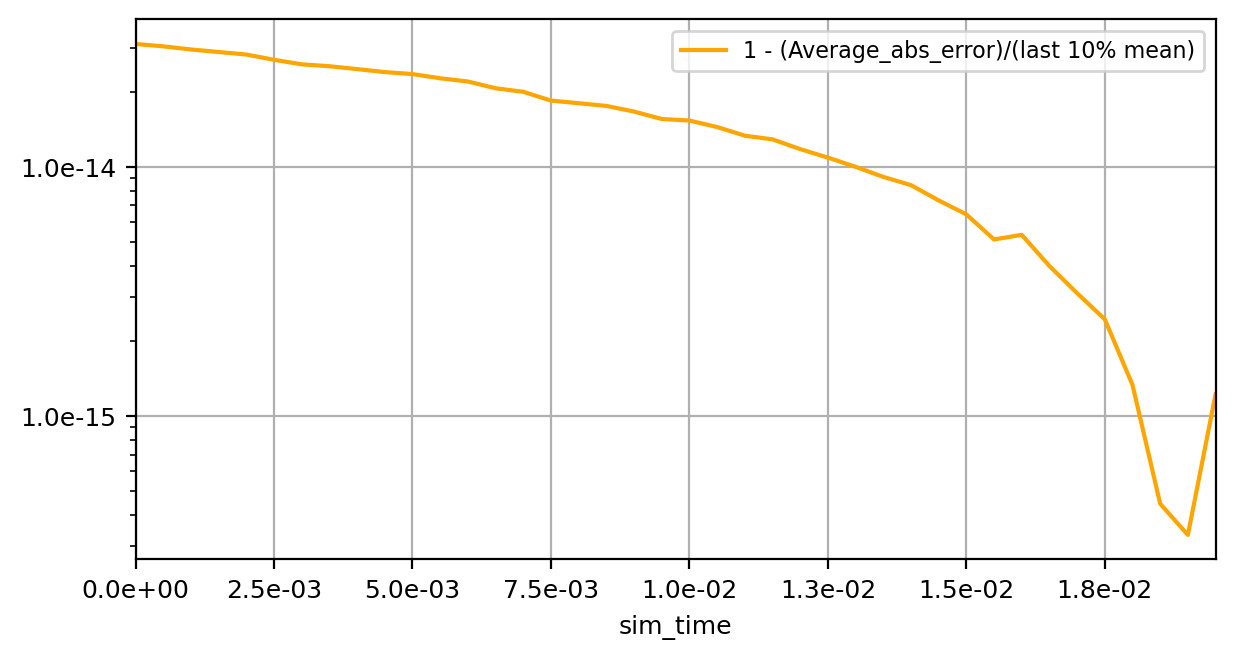 1 - (Average_abs_error)/(last 10% mean)
1.0e-14
1.0e-15
0.0e+00 2.5e-03 5.0e-03 7.5e-03 1.0e-02 1.3e-02 1.5e-02 1.8e-02
sim_time